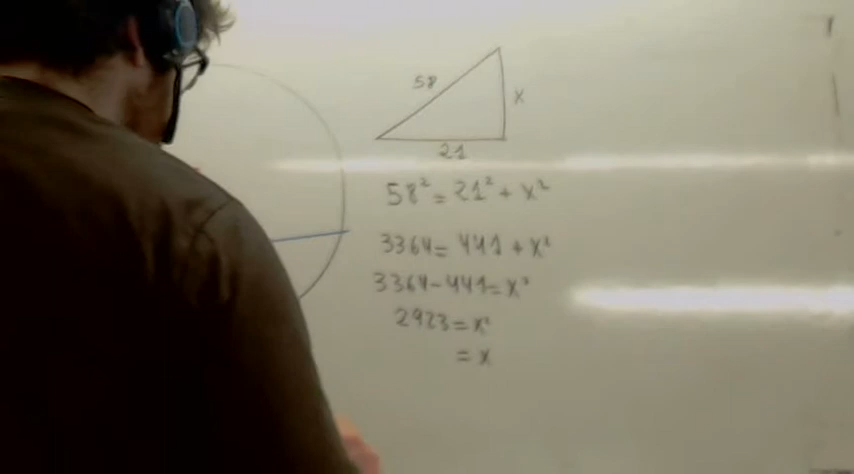 58
x
21
58² = 21² + x²
3364 = 441 + x²
3364 - 441 = x²
2923 = x²
= x